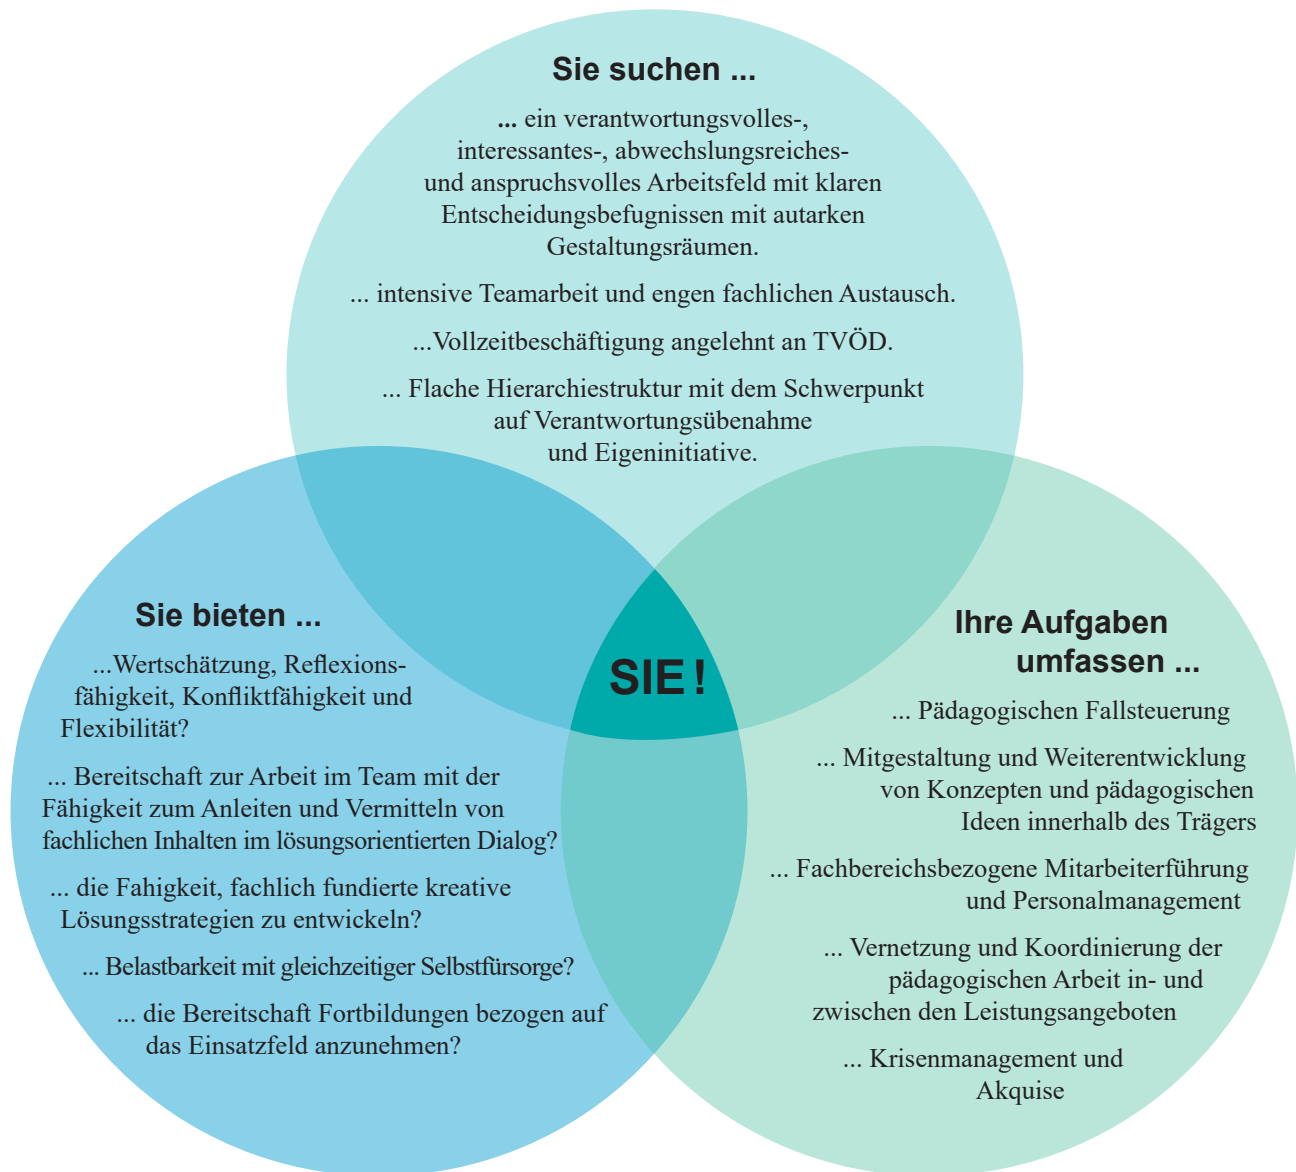 Sie suchen ...
... ein verantwortungsvolles-,
interessantes-, abwechslungsreiches-
und anspruchsvolles Arbeitsfeld mit klaren
Entscheidungsbefugnissen mit autarken
Gestaltungsräumen.
... intensive Teamarbeit und engen fachlichen Austausch.
...Vollzeitbeschäftigung angelehnt an TVÖD.
... Flache Hierarchiestruktur mit dem Schwerpunkt
auf Verantwortungsübenahme
und Eigeninitiative.
Sie bieten ...
...Wertschätzung, Reflexions-
fähigkeit, Konfliktfähigkeit und
Flexibilität?
... Bereitschaft zur Arbeit im Team mit der
Fähigkeit zum Anleiten und Vermitteln von
fachlichen Inhalten im lösungsorientierten Dialog?
... die Fahigkeit, fachlich fundierte kreative
Lösungsstrategien zu entwickeln?
... Belastbarkeit mit gleichzeitiger Selbstfürsorge?
... die Bereitschaft Fortbildungen bezogen auf
das Einsatzfeld anzunehmen?
SIE !
Ihre Aufgaben
umfassen ...
... Pädagogischen Fallsteuerung
... Mitgestaltung und Weiterentwicklung
von Konzepten und pädagogischen
Ideen innerhalb des Trägers
... Fachbereichsbezogene Mitarbeiterführung
und Personalmanagement
... Vernetzung und Koordinierung der
pädagogischen Arbeit in- und
zwischen den Leistungsangeboten
... Krisenmanagement und
Akquise